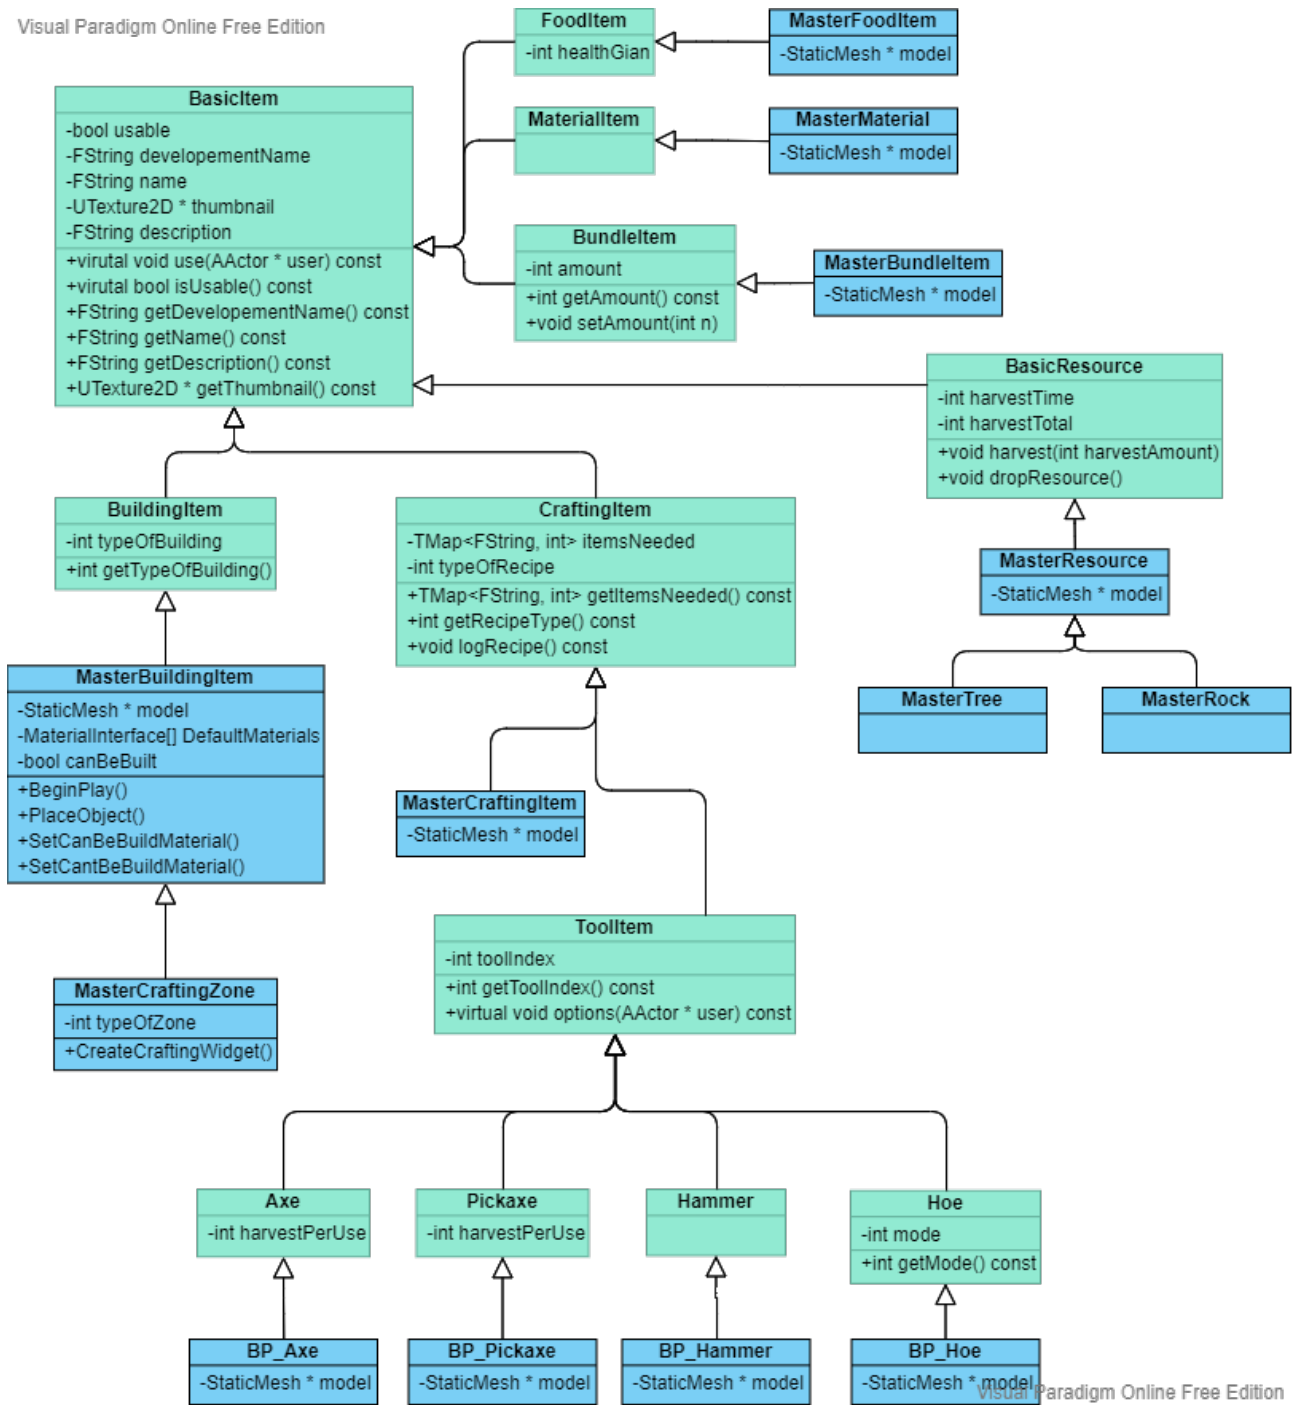 Visual Paradigm Online Free Edition
FoodItem
-int healthGian
MasterFoodItem
-StaticMesh * model
BasicItem
-bool usable
-FString developementName
-FString name
-UTexture2D * thumbnail
-FString description
+virutal void use(AActor * user) const
+virutal bool isUsable() const
+FString getDevelopementName() const
+FString getName() const
+FString getDescription() const
+UTexture2D * getThumbnail() const
MaterialItem
MasterMaterial
-StaticMesh * model
BundleItem
-int amount
+int getAmount() const
+void setAmount(int n)
MasterBundleItem
-StaticMesh * model
BasicResource
-int harvestTime
-int harvestTotal
+void harvest(int harvestAmount)
+void dropResource()
BuildingItem
-int typeOfBuilding
+int getTypeOfBuilding()
CraftingItem
-TMap<FString, int> itemsNeeded
-int typeOfRecipe
+TMap<FString, int> getItemsNeeded() const
+int getRecipeType() const
+void logRecipe() const
MasterResource
-StaticMesh * model
MasterTree
MasterRock
MasterBuildingItem
-StaticMesh * model
-MaterialInterface[] DefaultMaterials
-bool canBeBuilt
+BeginPlay()
+PlaceObject()
+SetCanBeBuildMaterial()
+SetCantBeBuildMaterial()
MasterCraftingItem
-StaticMesh * model
ToolItem
-int toolIndex
+int getToolIndex() const
+virtual void options(AActor * user) const
MasterCraftingZone
-int typeOfZone
+CreateCraftingWidget()
Axe
-int harvestPerUse
Pickaxe
-int harvestPerUse
Hammer
Hoe
-int mode
+int getMode() const
BP_Axe
-StaticMesh * model
BP_Pickaxe
-StaticMesh * model
BP_Hammer
-StaticMesh * model
BP_Hoe
-StaticMesh * model
Visual Paradigm Online Free Edition